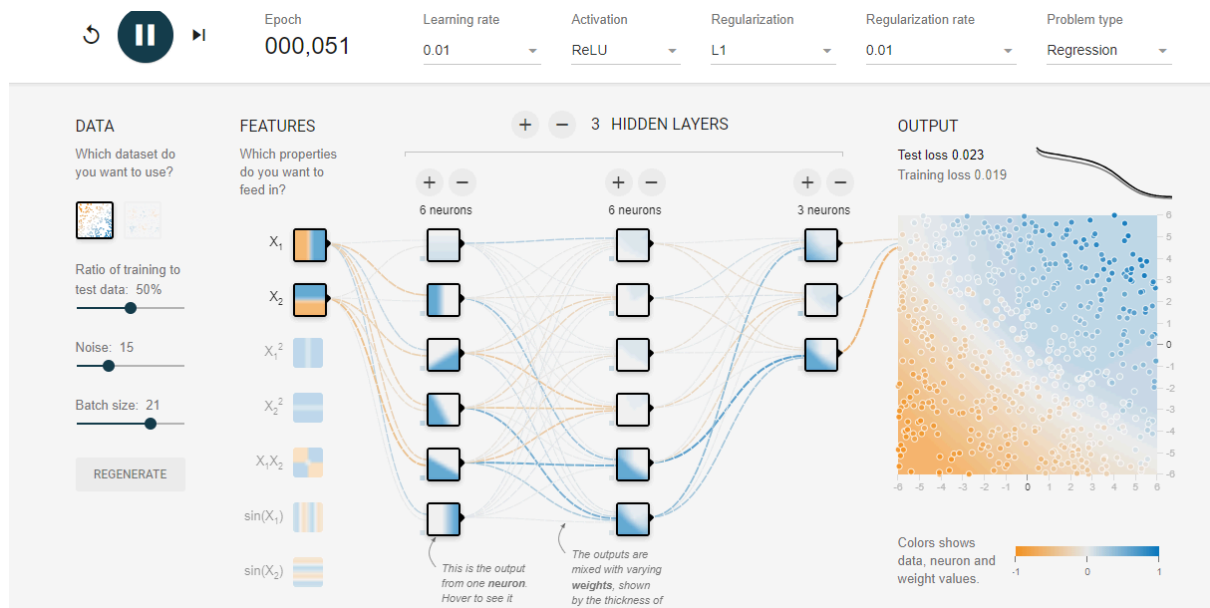 Epoch
000,051
Learning rate
0.01
Activation
ReLU
Regularization
L1
Regularization rate
0.01
Problem type
Regression
DATA
Which dataset do
you want to use?
Ratio of training to
test data: 50%
Noise: 15
Batch size: 21
REGENERATE
FEATURES
Which properties
do you want to
feed in?
X1
X2
X1²
X2²
X1X2
sin(X1)
sin(X2)
+ − 3 HIDDEN LAYERS
+ −
6 neurons
+ −
6 neurons
+ −
3 neurons
This is the output
from one neuron.
Hover to see it
The outputs are
mixed with varying
weights, shown
by the thickness of
OUTPUT
Test loss 0.023
Training loss 0.019
6
5
4
3
2
1
0
-1
-2
-3
-4
-5
-6
-6 -5 -4 -3 -2 -1 0 1 2 3 4 5 6
Colors shows
data, neuron and
weight values.
-1 0 1